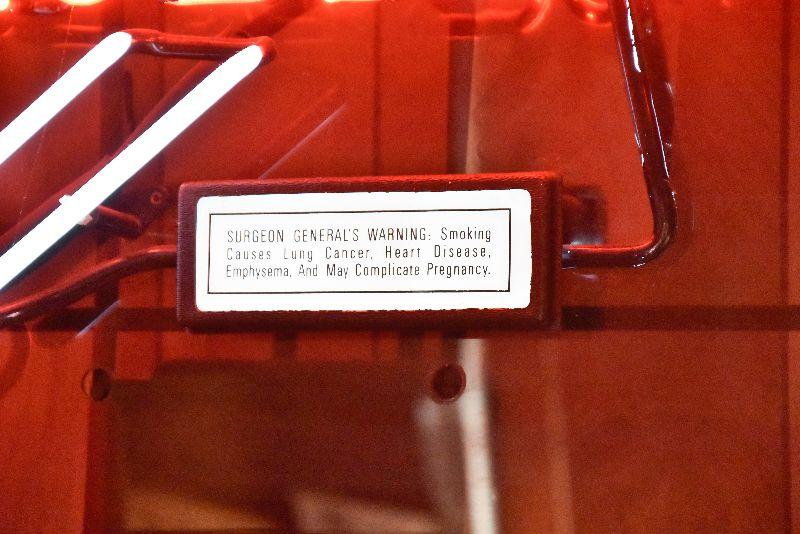 SURGEON GENERAL'S WARNING: Smoking
Causes Lung Cancer, Heart Disease,
Emphysema, And May Complicate Pregnancy.